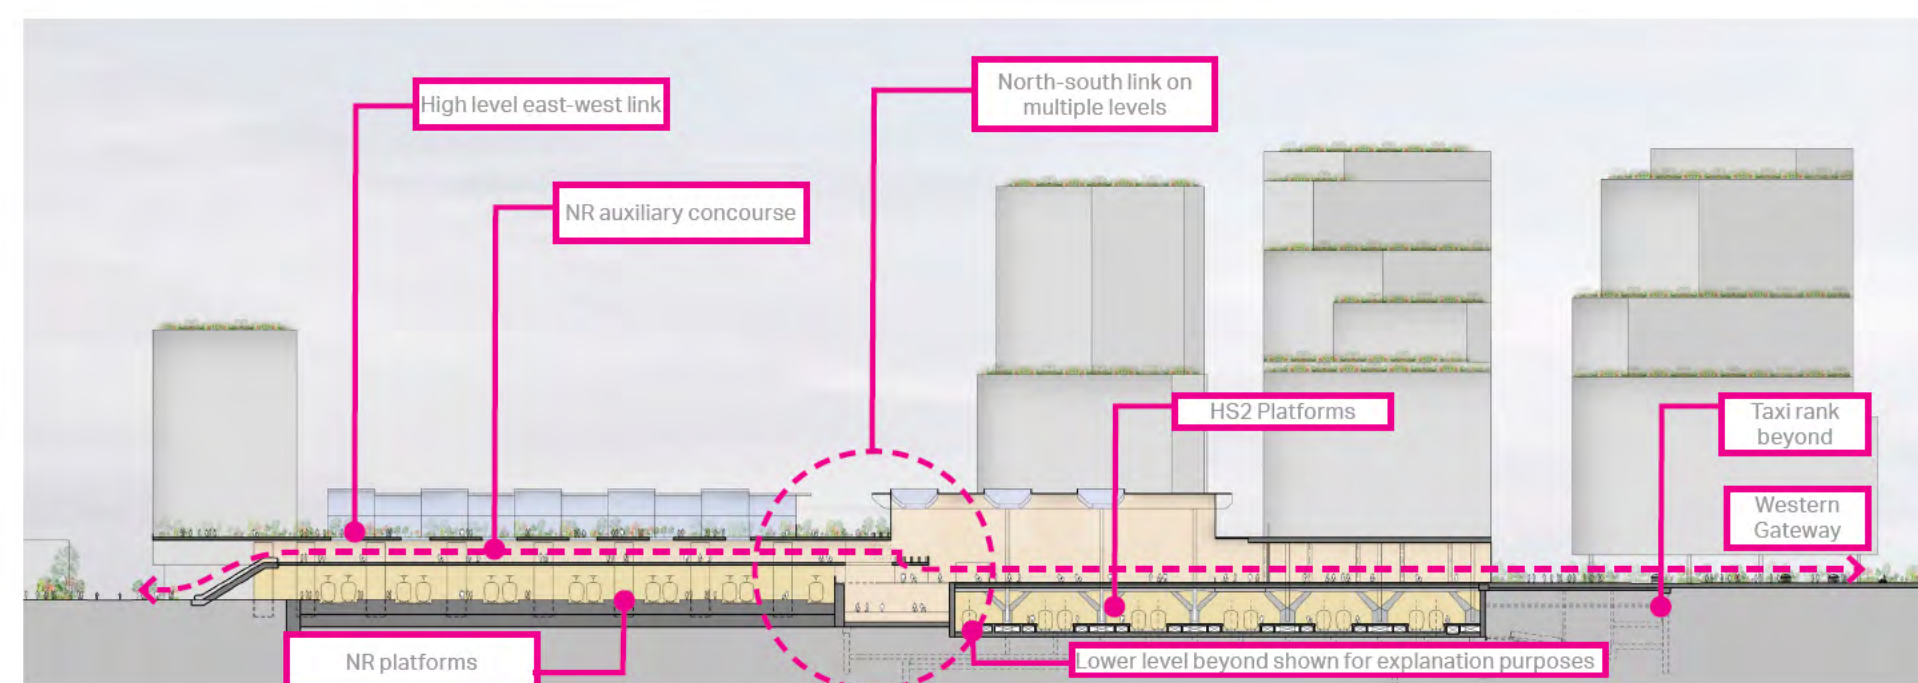 High level east-west link
North-south link on
multiple levels
NR auxiliary concourse
HS2 Platforms
Taxi rank
beyond
Western
Gateway
NR platforms
Lower level beyond shown for explanation purposes